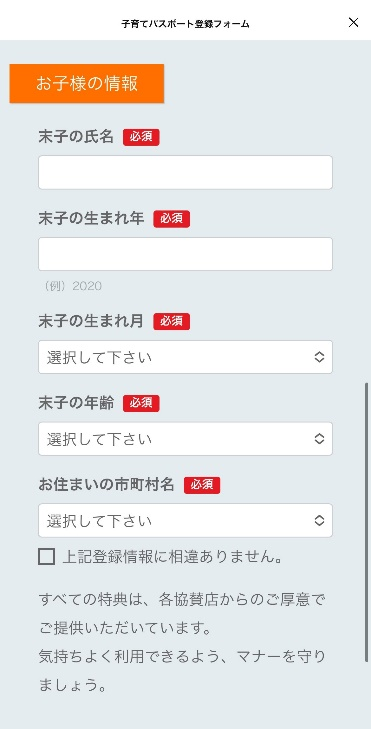 子育てパスポート登録フォーム
お子様の情報
末子の氏名 必須
末子の生まれ年 必須
（例）2020
末子の生まれ月 必須
選択して下さい
末子の年齢 必須
選択して下さい
お住まいの市町村名 必須
選択して下さい
上記登録情報に相違ありません。
すべての特典は、各協賛店からのご厚意で
ご提供いただいています。
気持ちよく利用できるよう、マナーを守り
ましょう。